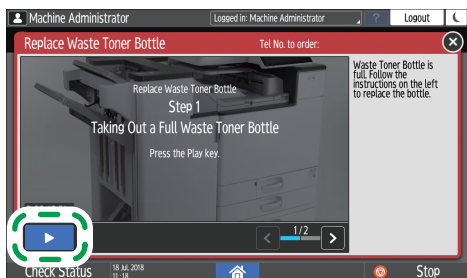 Machine Administrator
Logged in: Machine Administrator
?
Logout
Replace Waste Toner Bottle
Tel No. to order:
Replace Waste Toner Bottle
Step 1
Taking Out a Full Waste Toner Bottle
Press the Play key.
Waste Toner Bottle is
full. Follow the
instructions on the left
to replace the bottle.
1/2
Check Status
18 Jul. 2018
11:18
Stop